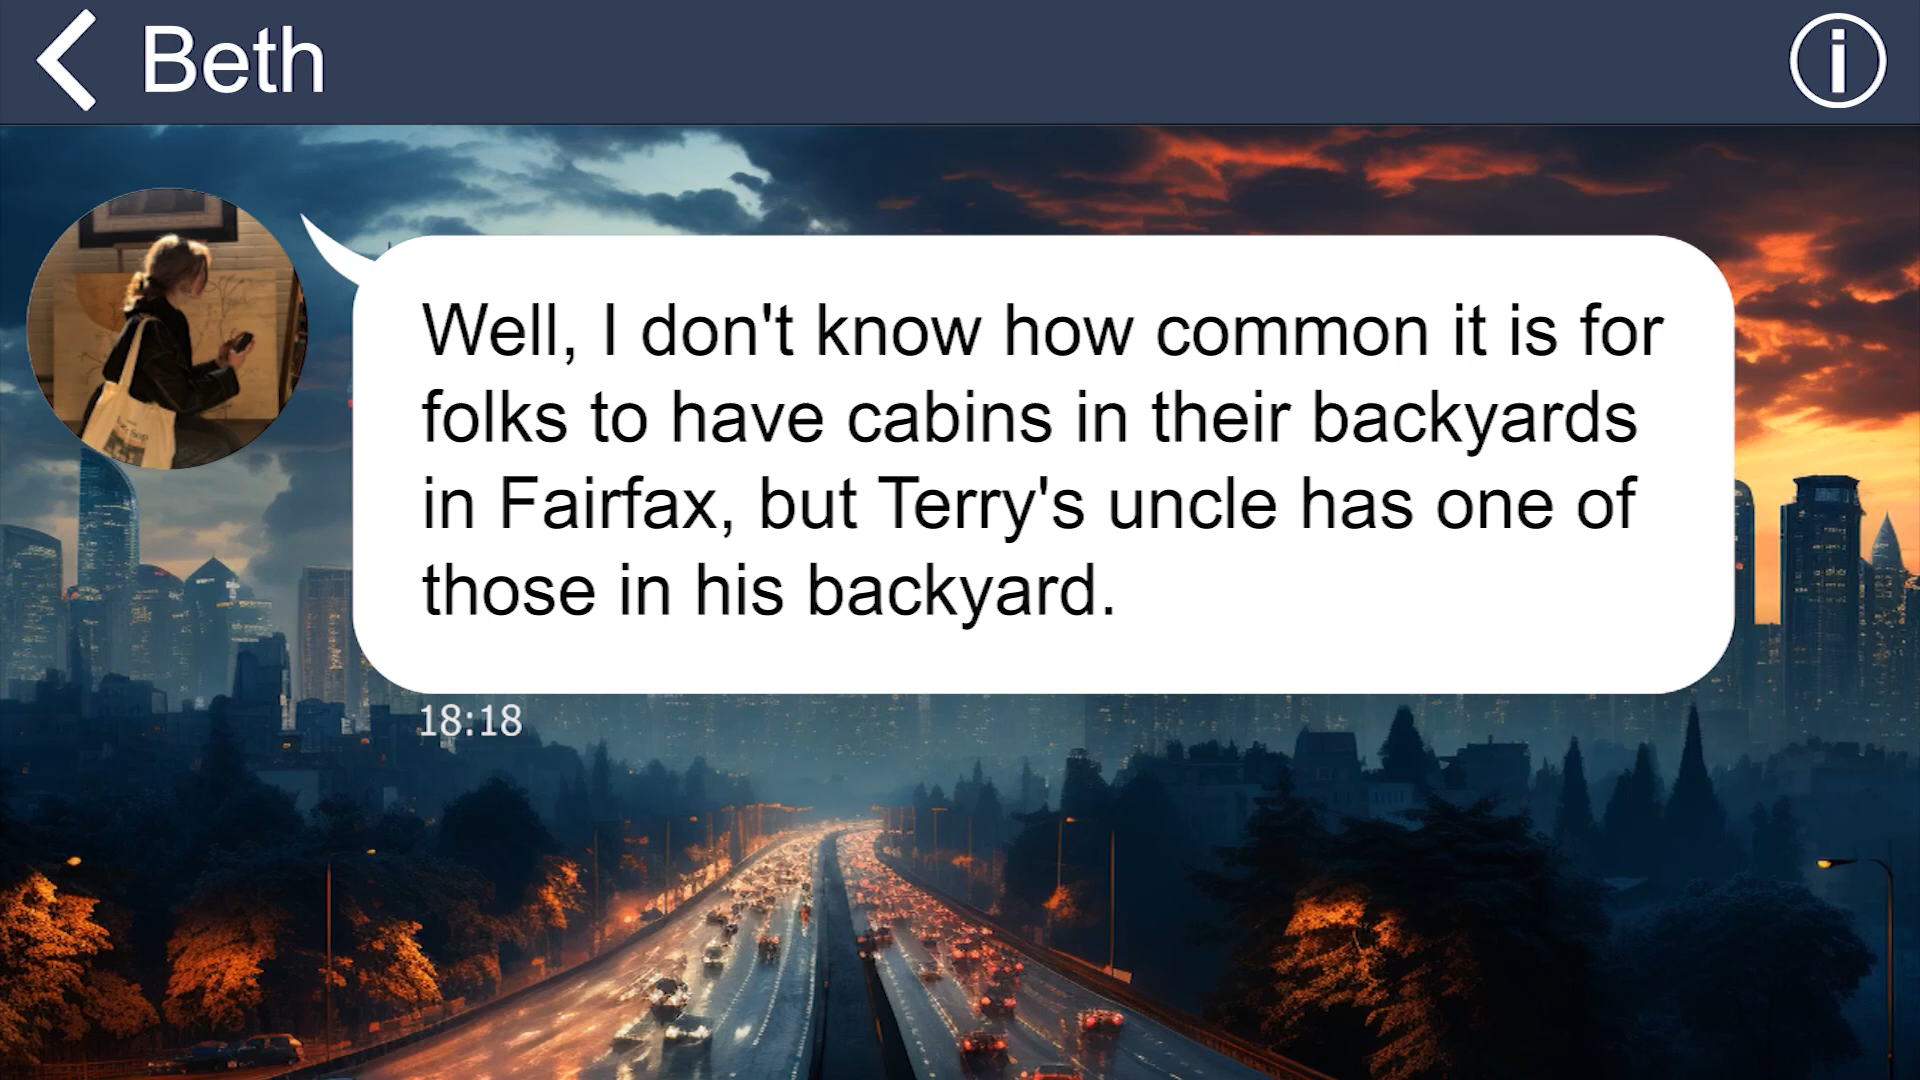 Beth
Well, I don't know how common it is for
folks to have cabins in their backyards
in Fairfax, but Terry's uncle has one of
those in his backyard.
18:18